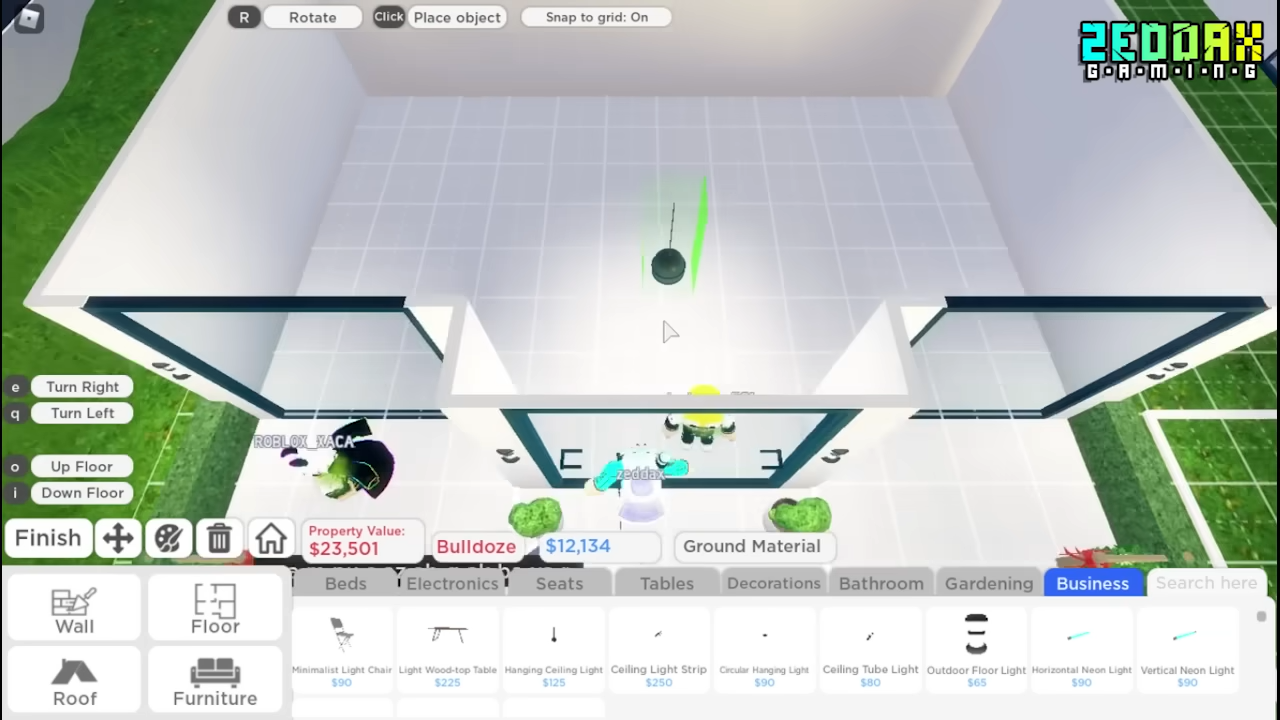 R Rotate Click Place object Snap to grid: On
ZEDDAX
G·A·M·I·N·G
e Turn Right
q Turn Left
ROBLOX_XACA
zeddax
o Up Floor
i Down Floor
Finish
Property Value:
$23,501
Bulldoze
$12,134
Ground Material
Beds Electronics Seats Tables Decorations Bathroom Gardening Business Search here
Wall
Floor
Roof
Furniture
Minimalist Light Chair Light Wood-top Table Hanging Ceiling Light Ceiling Light Strip Circular Hanging Light Ceiling Tube Light Outdoor Floor Light Horizontal Neon Light Vertical Neon Light
$90 $225 $125 $250 $90 $80 $65 $90 $90